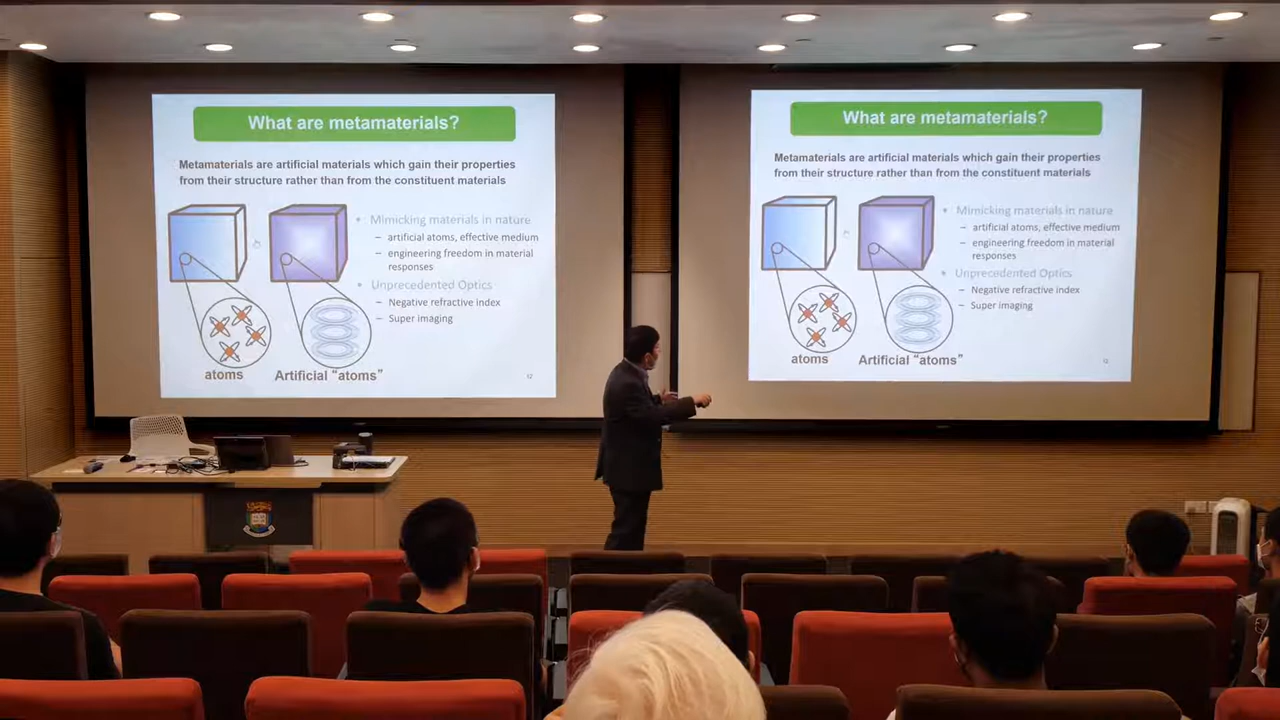 What are metamaterials?
Metamaterials are artificial materials which gain their properties
from their structure rather than from the constituent materials
• Mimicking materials in nature
– artificial atoms, effective medium
– engineering freedom in material
responses
• Unprecedented Optics
– Negative refractive index
– Super imaging
atoms
Artificial “atoms”
12
What are metamaterials?
Metamaterials are artificial materials which gain their properties
from their structure rather than from the constituent materials
• Mimicking materials in nature
– artificial atoms, effective medium
– engineering freedom in material
responses
• Unprecedented Optics
– Negative refractive index
– Super imaging
atoms
Artificial “atoms”
12